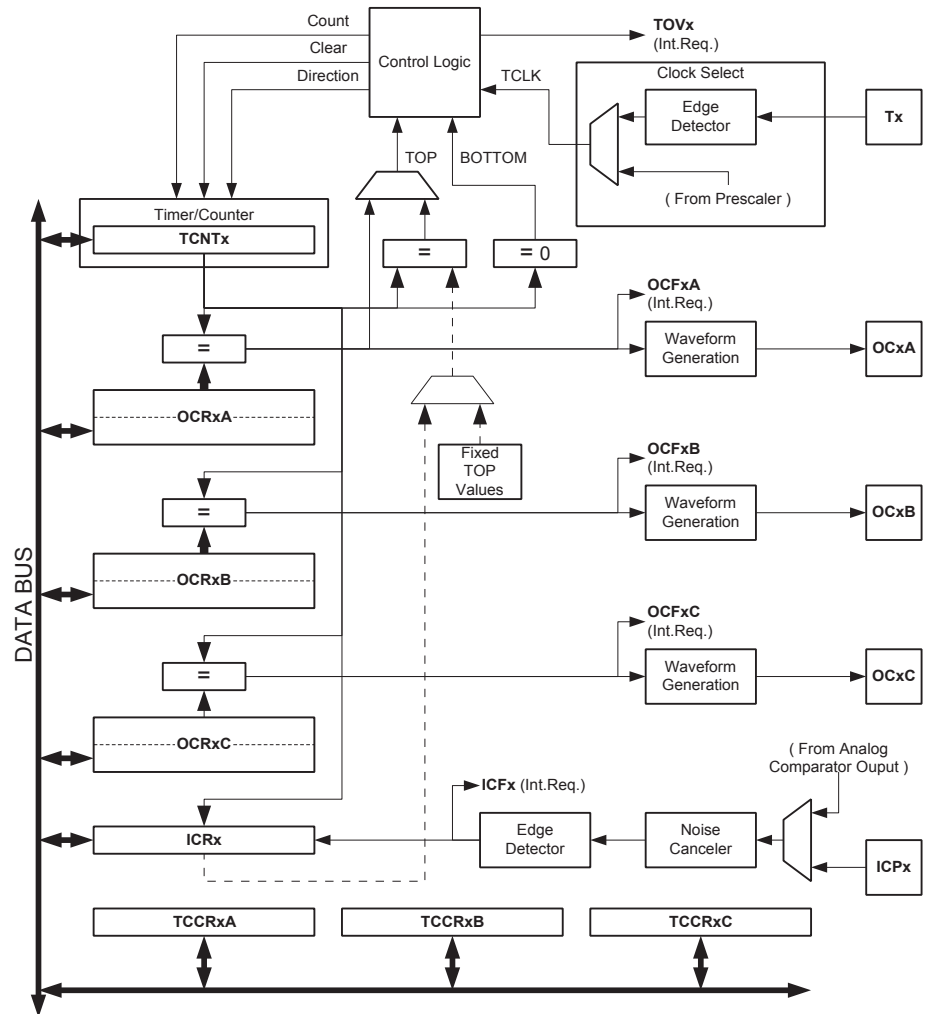 Count
Clear
Direction
Control Logic
TOVx
(Int.Req.)
Clock Select
TCLK
Edge
Detector
Tx
( From Prescaler )
TOP
BOTTOM
Timer/Counter
TCNTx
=
= 0
=
OCRxA
OCFxA
(Int.Req.)
Waveform
Generation
OCxA
Fixed
TOP
Values
=
OCRxB
OCFxB
(Int.Req.)
Waveform
Generation
OCxB
DATA BUS
=
OCRxC
OCFxC
(Int.Req.)
Waveform
Generation
OCxC
( From Analog
Comparator Ouput )
ICFx (Int.Req.)
ICRx
Edge
Detector
Noise
Canceler
ICPx
TCCRxA
TCCRxB
TCCRxC